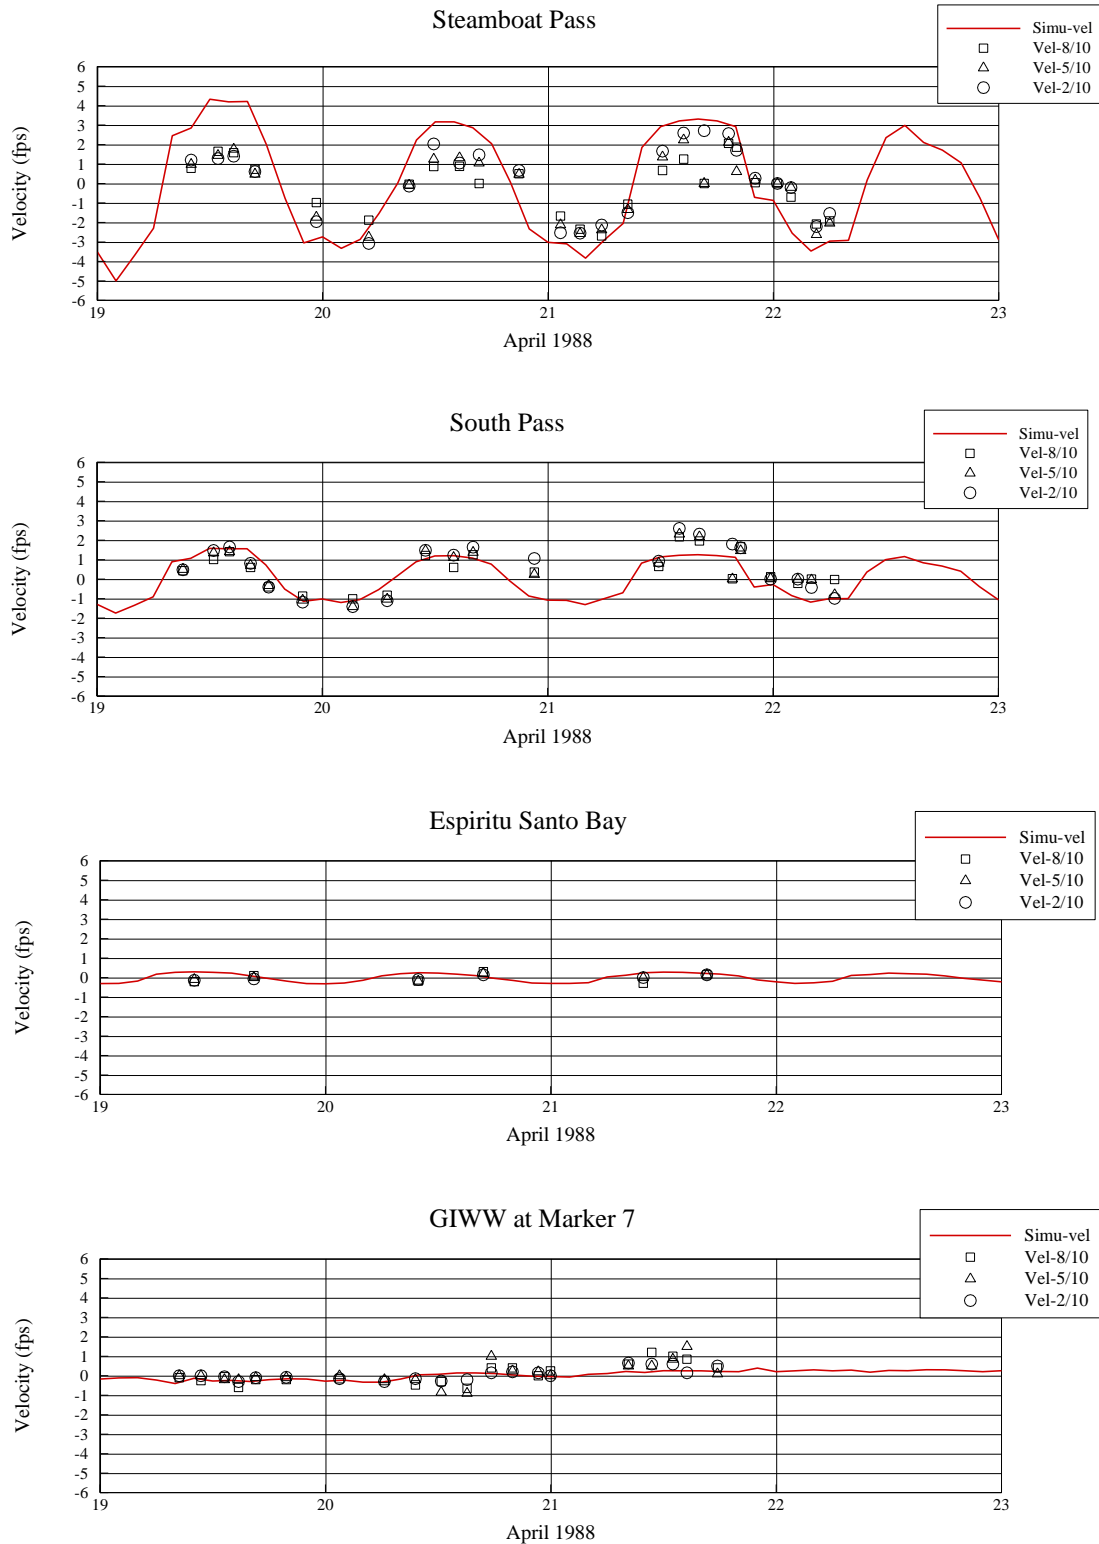 Steamboat Pass
Simu-vel
Vel-8/10
Vel-5/10
Vel-2/10
Velocity (fps)
6
5
4
3
2
1
0
-1
-2
-3
-4
-5
-6
19 20 21 22 23
April 1988
South Pass
Simu-vel
Vel-8/10
Vel-5/10
Vel-2/10
Velocity (fps)
6
5
4
3
2
1
0
-1
-2
-3
-4
-5
-6
19 20 21 22 23
April 1988
Espiritu Santo Bay
Simu-vel
Vel-8/10
Vel-5/10
Vel-2/10
Velocity (fps)
6
5
4
3
2
1
0
-1
-2
-3
-4
-5
-6
19 20 21 22 23
April 1988
GIWW at Marker 7
Simu-vel
Vel-8/10
Vel-5/10
Vel-2/10
Velocity (fps)
6
5
4
3
2
1
0
-1
-2
-3
-4
-5
-6
19 20 21 22 23
April 1988